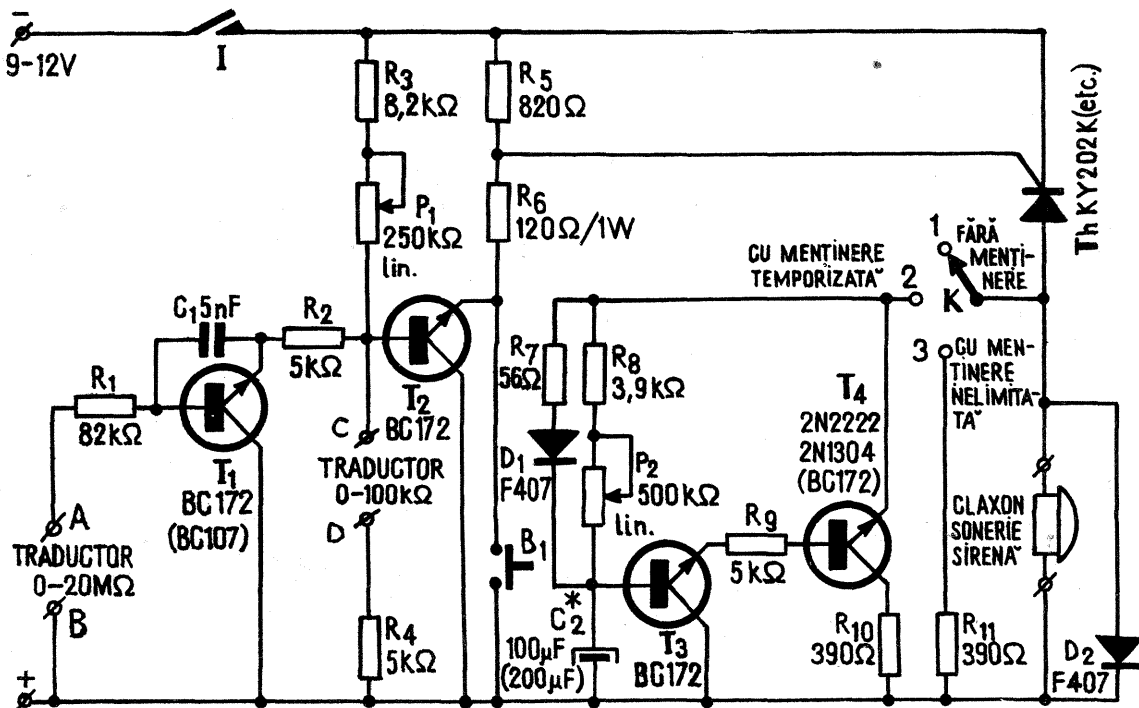 −
9-12V
I
R3
8,2kΩ
R5
820Ω
P1
250kΩ
lin.
R6
120Ω/1W
Th KY202K(etc.)
1
FĂRĂ
MENȚI-
NERE
CU MENȚINERE
TEMPORIZATĂ
2
K
3
CU MEN-
ȚINERE
NELIMITA-
TĂ
C1 5nF
R2
5kΩ
R1
82kΩ
T1
BC172
(BC107)
T2
BC172
C
TRADUCTOR
0-100kΩ
D
R7
56Ω
R8
3,9kΩ
D1
F407
P2
500kΩ
lin.
T4
2N2222
2N1304
(BC172)
R9
5kΩ
CLAXON
SONERIE
SIRENĂ
A
TRADUCTOR
0-20MΩ
B
B1
R4
5kΩ
C2*
100µF
(200µF)
T3
BC172
R10
390Ω
R11
390Ω
D2
F407
+